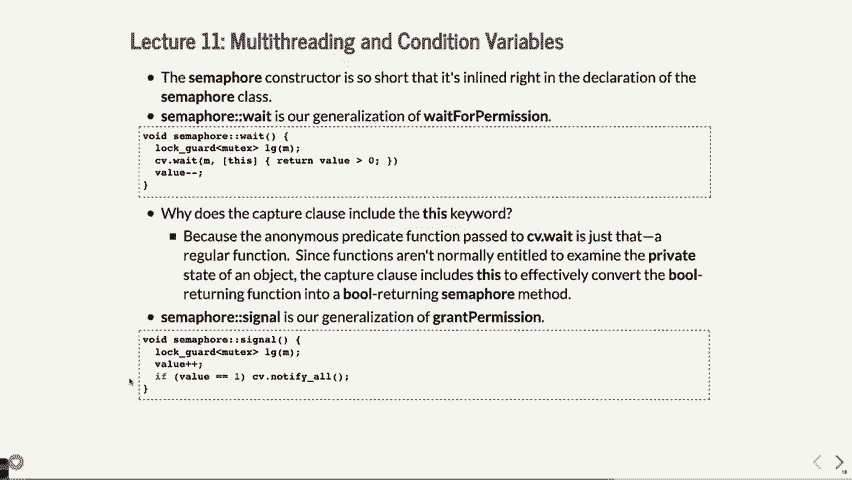 Lecture 11: Multithreading and Condition Variables
• The semaphore constructor is so short that it's inlined right in the declaration of the
semaphore class.
• semaphore::wait is our generalization of waitForPermission.
void semaphore::wait() {
lock_guard<mutex> lg(m);
cv.wait(m, [this] { return value > 0; })
value--;
}
• Why does the capture clause include the this keyword?
▪ Because the anonymous predicate function passed to cv.wait is just that—a
regular function. Since functions aren't normally entitled to examine the private
state of an object, the capture clause includes this to effectively convert the bool-
returning function into a bool-returning semaphore method.
• semaphore::signal is our generalization of grantPermission.
void semaphore::signal() {
lock_guard<mutex> lg(m);
value++;
if (value == 1) cv.notify_all();
}